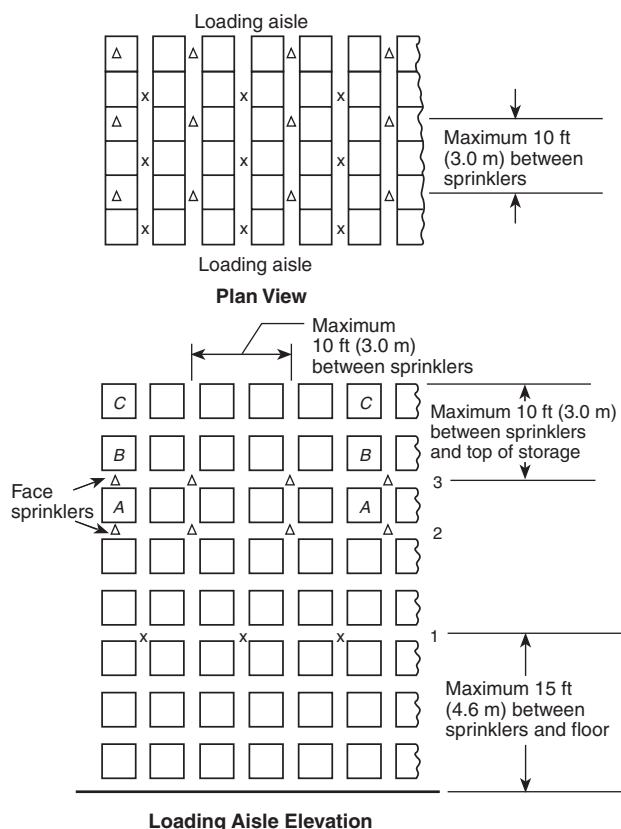 Loading aisle
Maximum 10 ft
(3.0 m) between
sprinklers
x x x
x x x
x x x
Loading aisle
Plan View
Maximum
10 ft (3.0 m)
between sprinklers
C C
Maximum 10 ft (3.0 m)
between sprinklers
and top of storage
B B
3
Face
sprinklers
A A
2
x x x 1
Maximum 15 ft
(4.6 m) between
sprinklers and floor
Loading Aisle Elevation